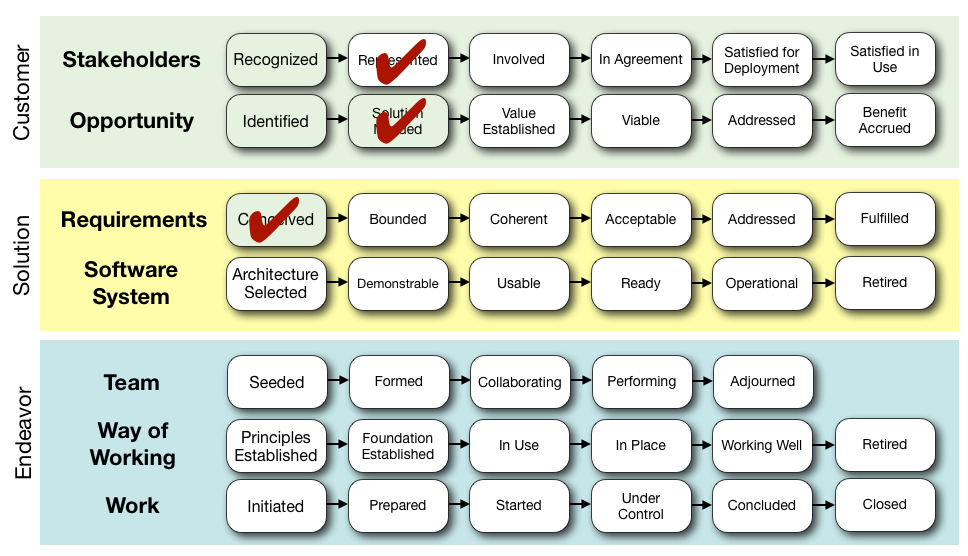 Customer
Stakeholders
Recognized
Represented
Involved
In Agreement
Satisfied for
Deployment
Satisfied in
Use
Opportunity
Identified
Solution
Needed
Value
Established
Viable
Addressed
Benefit
Accrued
Solution
Requirements
Conceived
Bounded
Coherent
Acceptable
Addressed
Fulfilled
Software
System
Architecture
Selected
Demonstrable
Usable
Ready
Operational
Retired
Endeavor
Team
Seeded
Formed
Collaborating
Performing
Adjourned
Way of
Working
Principles
Established
Foundation
Established
In Use
In Place
Working Well
Retired
Work
Initiated
Prepared
Started
Under
Control
Concluded
Closed